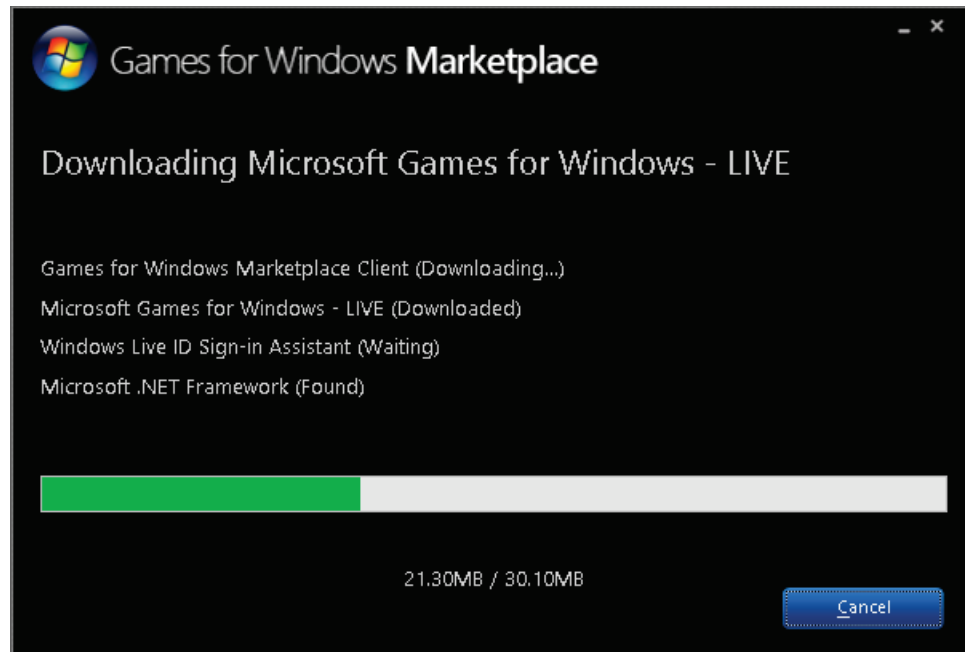 Games for Windows Marketplace
Downloading Microsoft Games for Windows - LIVE
Games for Windows Marketplace Client (Downloading...)
Microsoft Games for Windows - LIVE (Downloaded)
Windows Live ID Sign-in Assistant (Waiting)
Microsoft .NET Framework (Found)
21.30MB / 30.10MB
Cancel